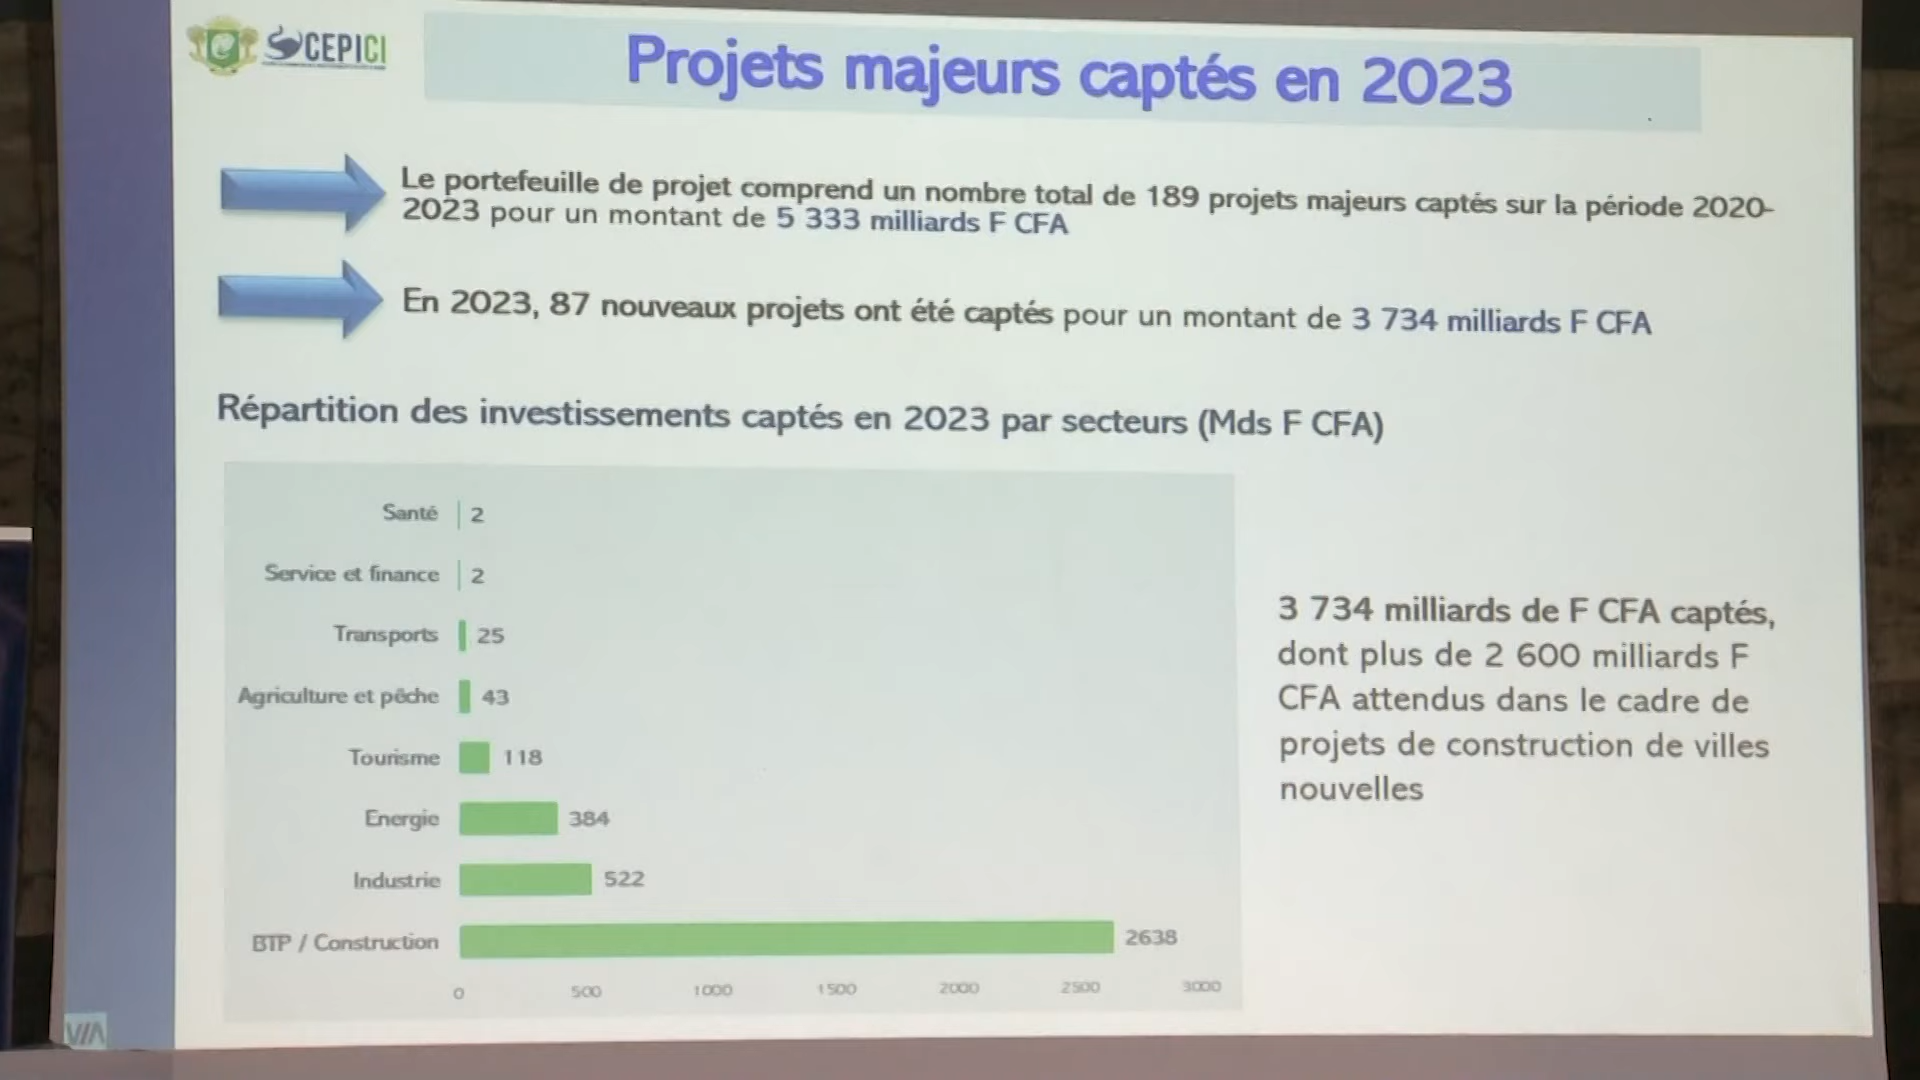 CEPICI
Projets majeurs captés en 2023
Le portefeuille de projet comprend un nombre total de 189 projets majeurs captés sur la période 2020-
2023 pour un montant de 5 333 milliards F CFA
En 2023, 87 nouveaux projets ont été captés pour un montant de 3 734 milliards F CFA
Répartition des investissements captés en 2023 par secteurs (Mds F CFA)
Santé 2
Service et finance 2
Transports 25
Agriculture et pêche 43
Tourisme 118
Energie 384
Industrie 522
BTP / Construction 2638
0 500 1000 1500 2000 2500 3000
3 734 milliards de F CFA captés,
dont plus de 2 600 milliards F
CFA attendus dans le cadre de
projets de construction de villes
nouvelles
VIA